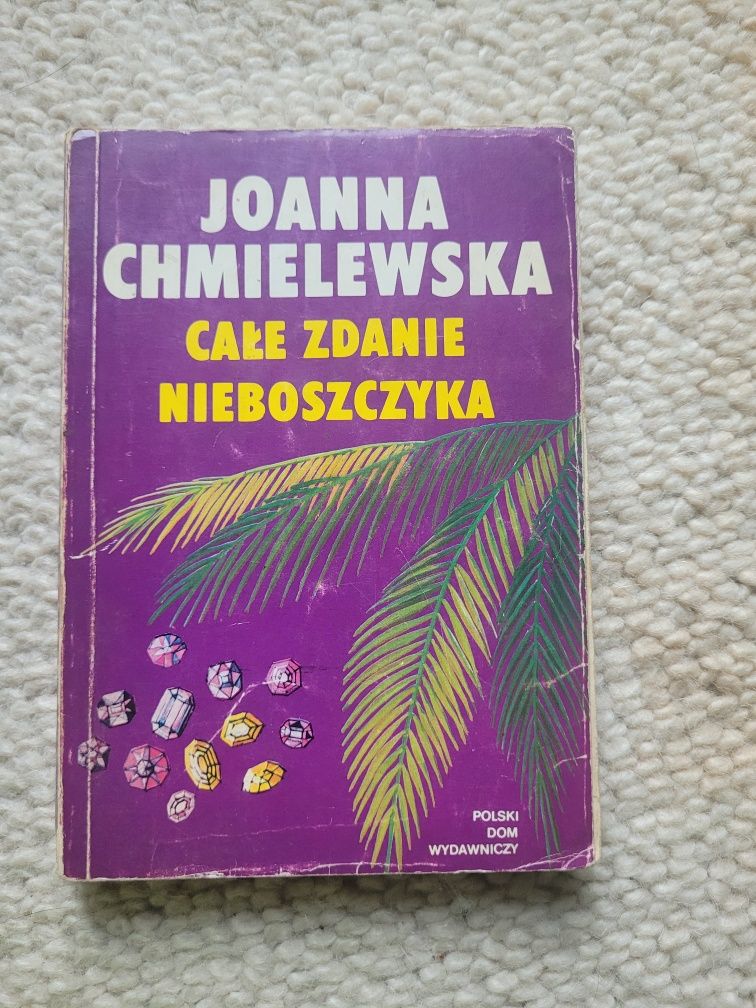 JOANNA
CHMIELEWSKA
CAŁE ZDANIE
NIEBOSZCZYKA
POLSKI
DOM
WYDAWNICZY